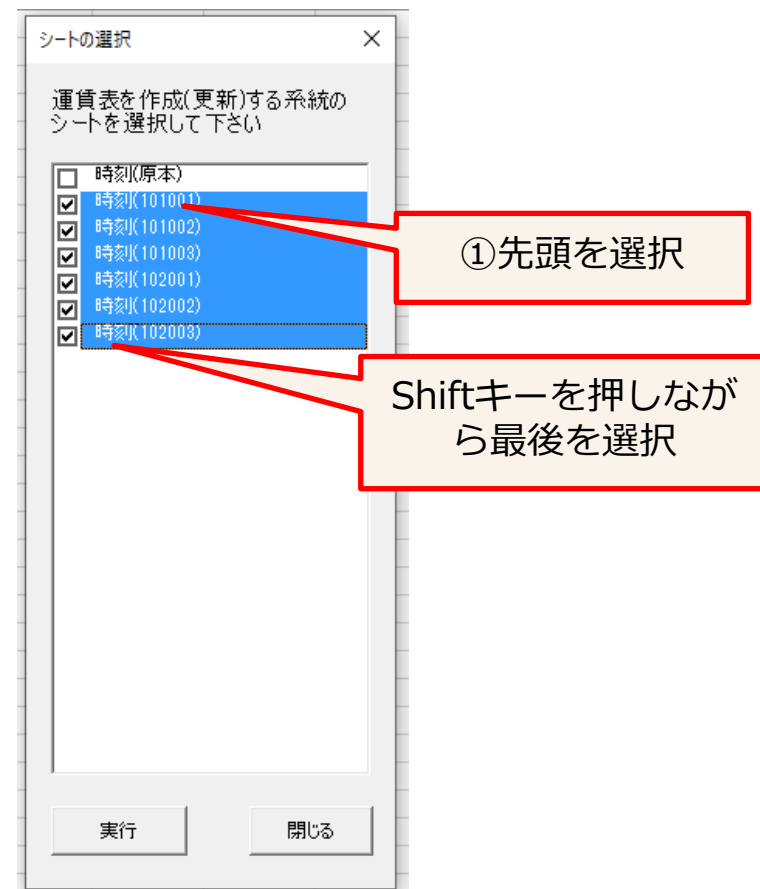 シートの選択
運賃表を作成(更新)する系統の
シートを選択して下さい
時刻(原本)
時刻(101001)
時刻(101002)
時刻(101003)
時刻(102001)
時刻(102002)
時刻(102003)
①先頭を選択
Shiftキーを押しなが
ら最後を選択
実行
閉じる